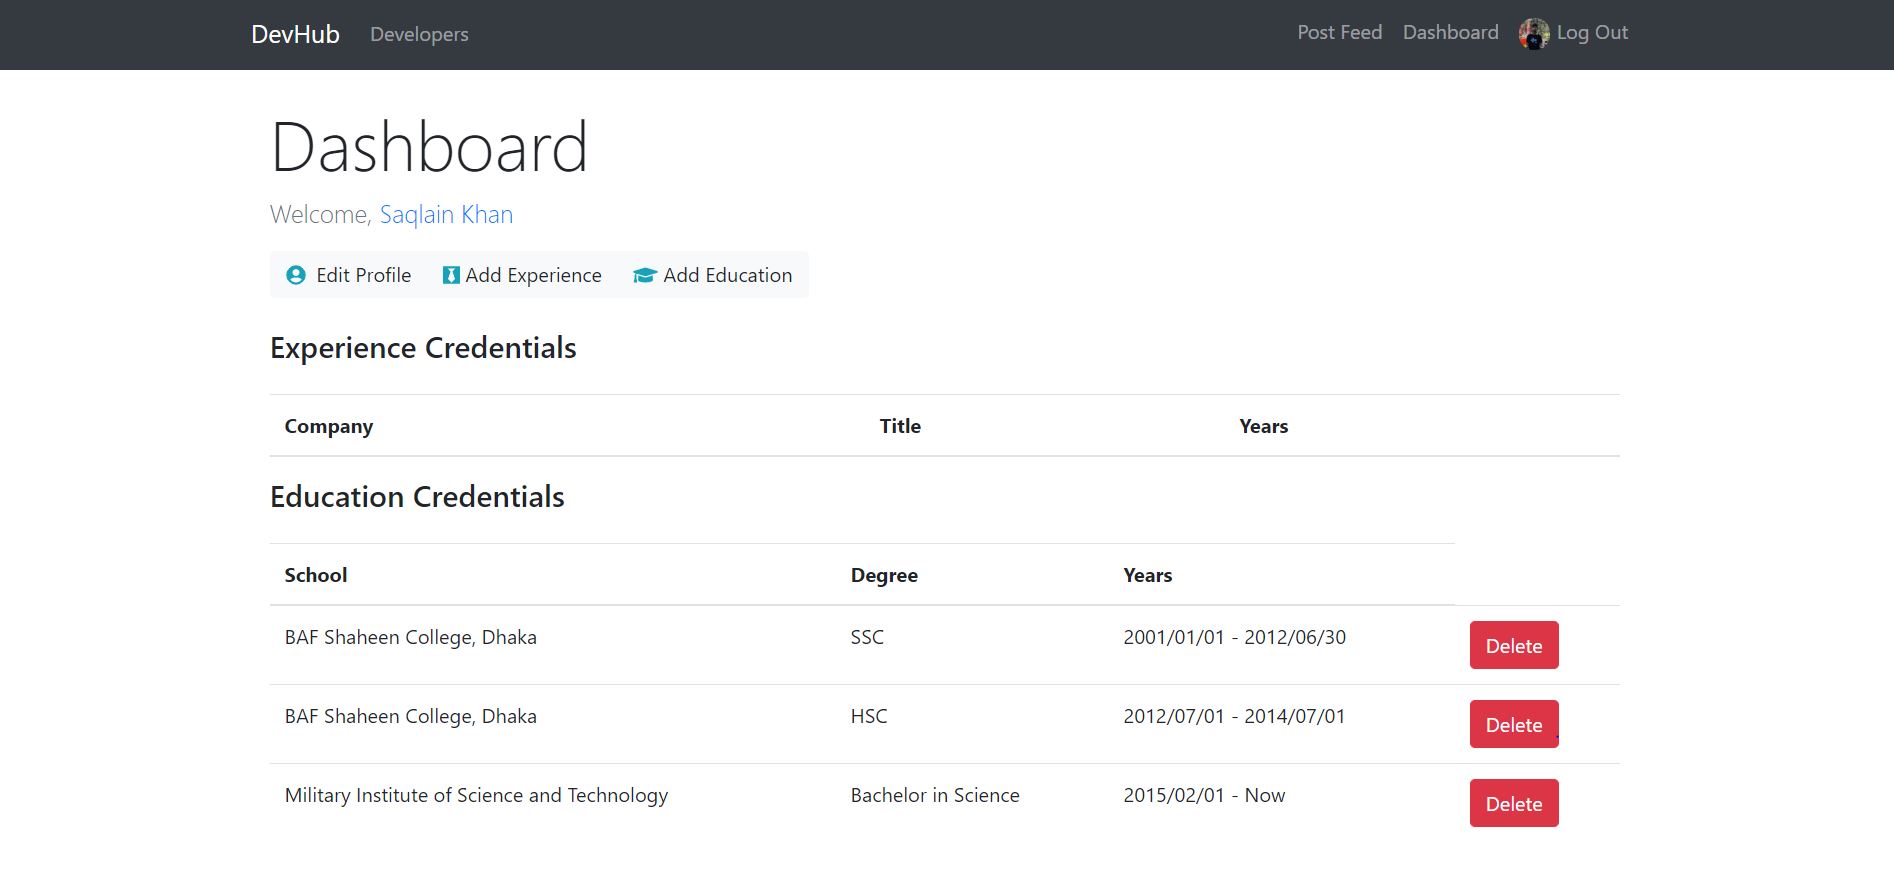 DevHub Developers Post Feed Dashboard Log Out
Dashboard
Welcome, Saqlain Khan
Edit Profile Add Experience Add Education
Experience Credentials
Company Title Years
Education Credentials
School Degree Years
BAF Shaheen College, Dhaka SSC 2001/01/01 - 2012/06/30 Delete
BAF Shaheen College, Dhaka HSC 2012/07/01 - 2014/07/01 Delete
Military Institute of Science and Technology Bachelor in Science 2015/02/01 - Now Delete